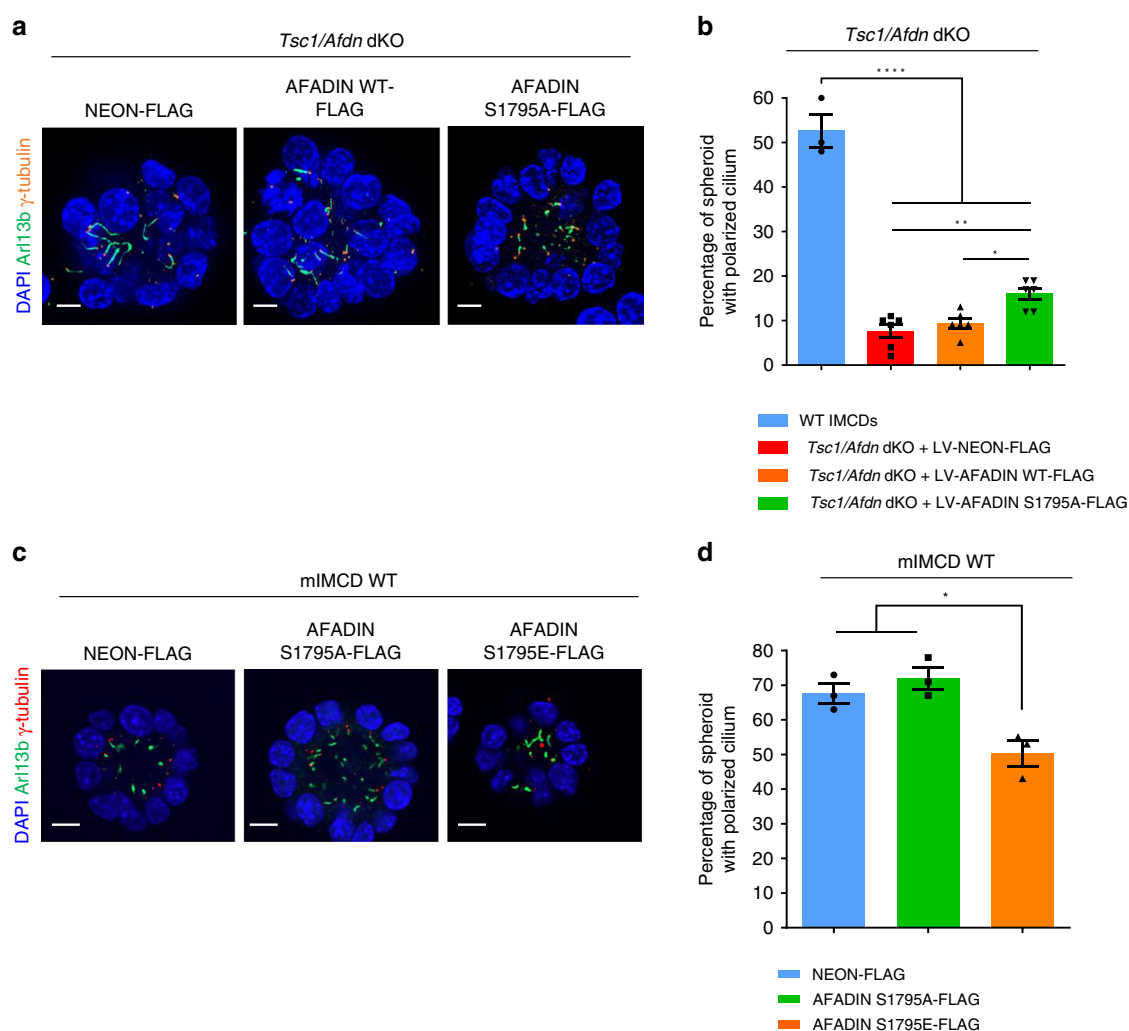 a
Tsc1/Afdn dKO
NEON-FLAG
AFADIN WT-
FLAG
AFADIN
S1795A-FLAG
DAPI Arl13b γ-tubulin
b
Tsc1/Afdn dKO
****
**
*
Percentage of spheroid
with polarized cilium
60
50
40
30
20
10
0
WT IMCDs
Tsc1/Afdn dKO + LV-NEON-FLAG
Tsc1/Afdn dKO + LV-AFADIN WT-FLAG
Tsc1/Afdn dKO + LV-AFADIN S1795A-FLAG
c
mIMCD WT
NEON-FLAG
AFADIN
S1795A-FLAG
AFADIN
S1795E-FLAG
DAPI Arl13b γ-tubulin
d
mIMCD WT
*
Percentage of spheroid
with polarized cilium
80
70
60
50
40
30
20
10
0
NEON-FLAG
AFADIN S1795A-FLAG
AFADIN S1795E-FLAG